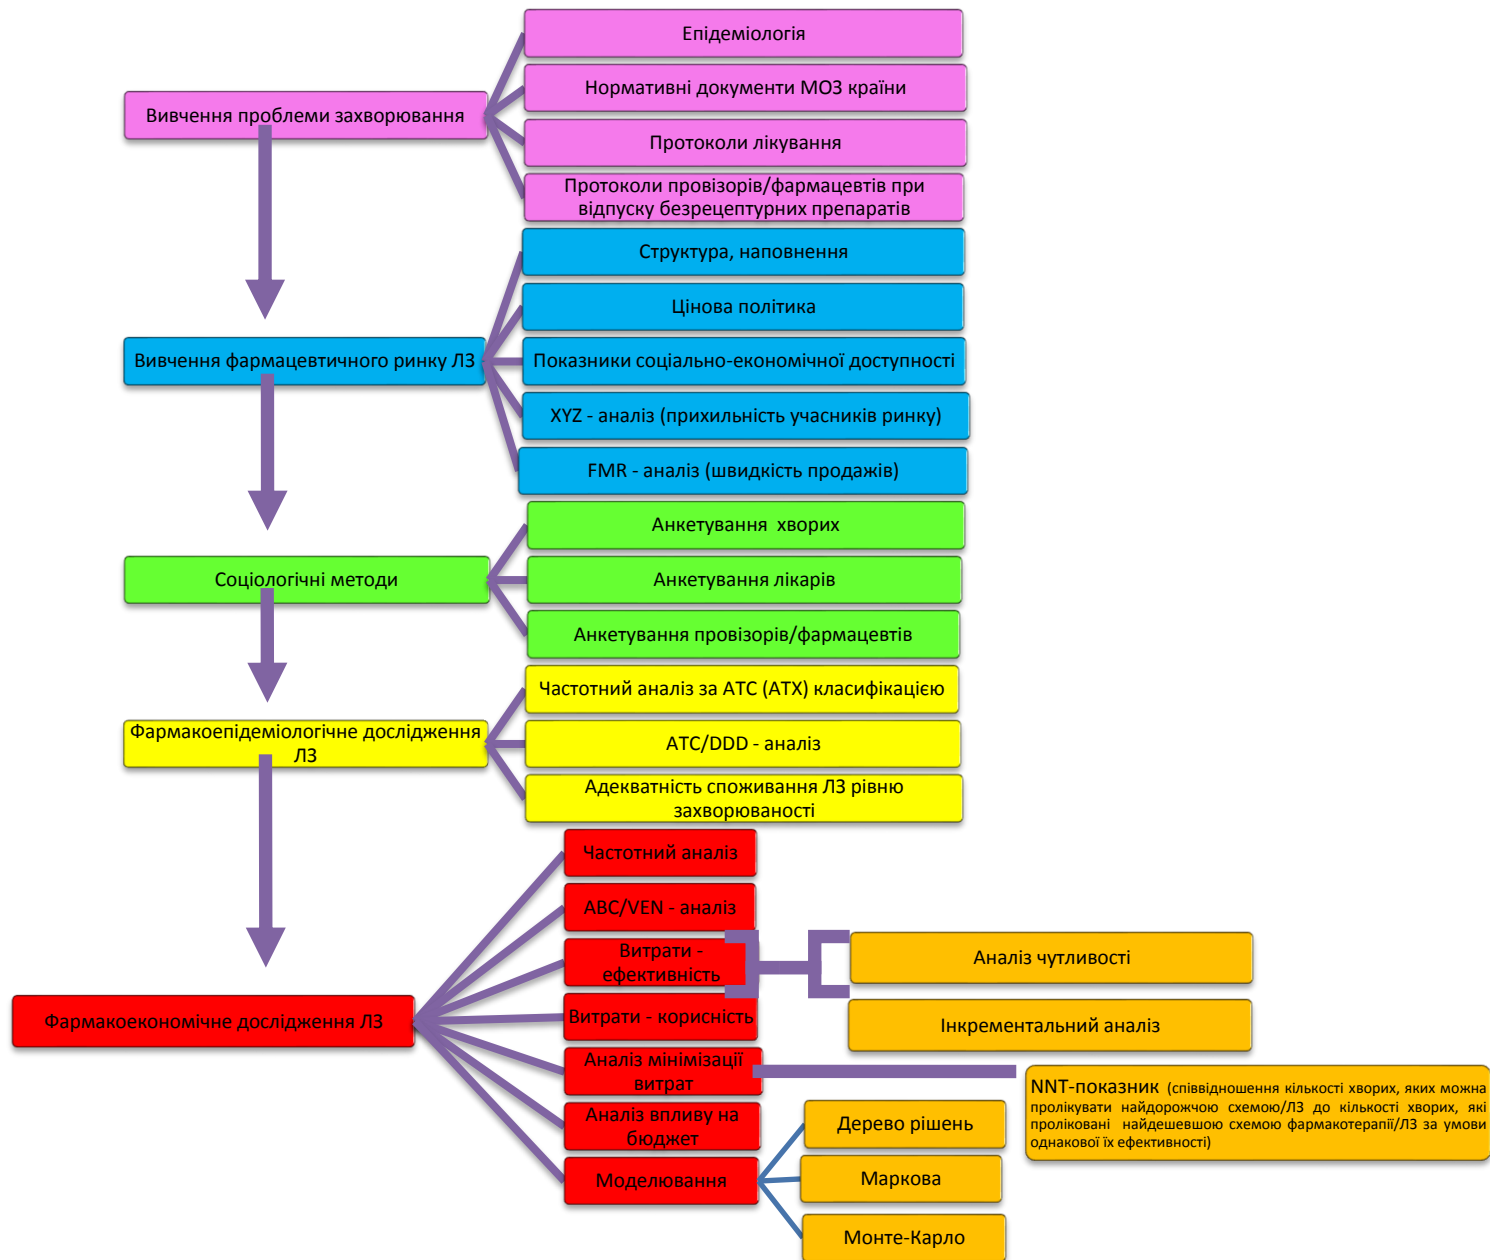 Епідеміологія
Нормативні документи МОЗ країни
Вивчення проблеми захворювання
Протоколи лікування
Протоколи провізорів/фармацевтів при
відпуску безрецептурних препаратів
Структура, наповнення
Цінова політика
Вивчення фармацевтичного ринку ЛЗ
Показники соціально-економічної доступності
XYZ - аналіз (прихильність учасників ринку)
FMR - аналіз (швидкість продажів)
Анкетування хворих
Соціологічні методи
Анкетування лікарів
Анкетування провізорів/фармацевтів
Частотний аналіз за АТС (АТХ) класифікацією
Фармакоепідеміологічне дослідження
ЛЗ
АТС/DDD - аналіз
Адекватність споживання ЛЗ рівню
захворюваності
Частотний аналіз
ABC/VEN - аналіз
Витрати -
ефективність
Аналіз чутливості
Фармакоекономічне дослідження ЛЗ
Витрати - корисність
Інкрементальний аналіз
Аналіз мінімізації
витрат
NNT-показник (співвідношення кількості хворих, яких можна
пролікувати найдорожчою схемою/ЛЗ до кількості хворих, які
проліковані найдешевшою схемою фармакотерапії/ЛЗ за умови
однакової їх ефективності)
Аналіз впливу на
бюджет
Моделювання
Дерево рішень
Маркова
Монте-Карло